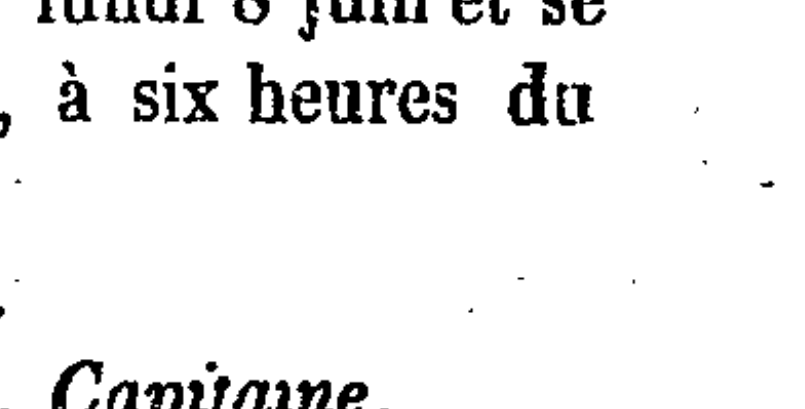 lundi 8 juin et se
, à six heures du
. Capitaine.